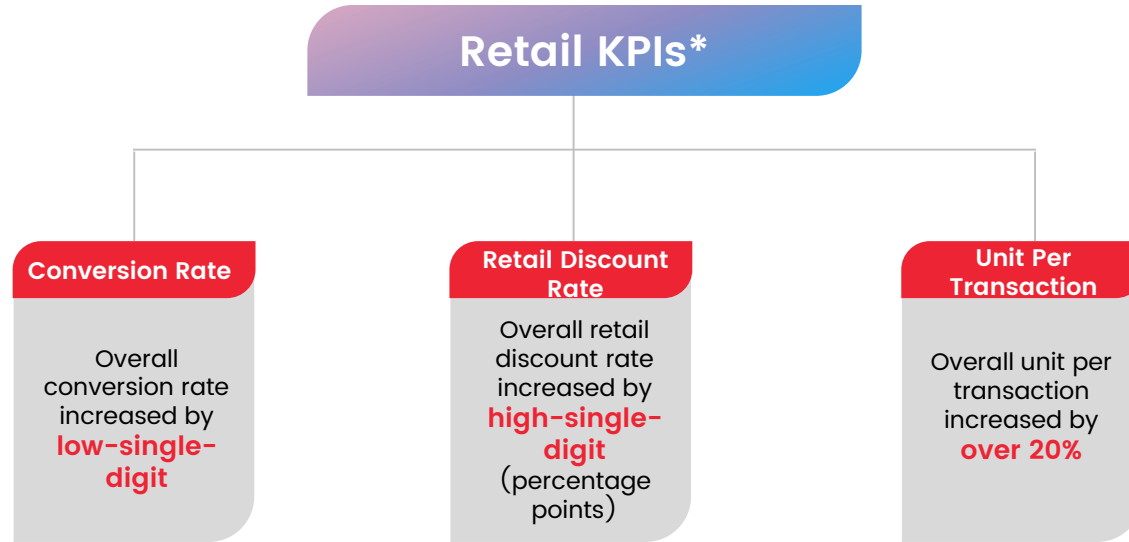 Retail KPIs*
Conversion Rate
Overall
conversion rate
increased by
low-single-
digit
Retail Discount
Rate
Overall retail
discount rate
increased by
high-single-
digit
(percentage
points)
Unit Per
Transaction
Overall unit per
transaction
increased by
over 20%